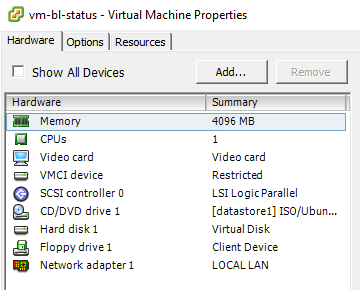 vm-bl-status - Virtual Machine Properties
Hardware Options Resources
Show All Devices Add... Remove
Hardware Summary
Memory 4096 MB
CPUs 1
Video card Video card
VMCI device Restricted
SCSI controller 0 LSI Logic Parallel
CD/DVD drive 1 [datastore1] ISO/Ubun...
Hard disk 1 Virtual Disk
Floppy drive 1 Client Device
Network adapter 1 LOCAL LAN